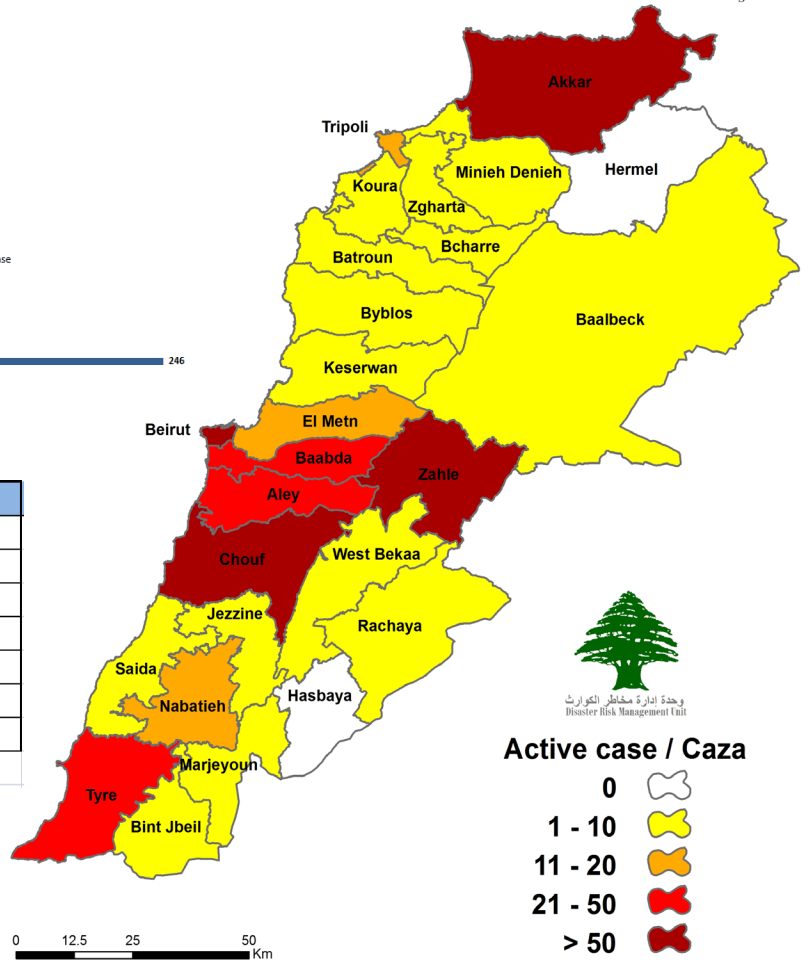 Akkar
Tripoli
Hermel
Minieh Denieh
Koura
Zgharta
Bcharre
Batroun
Byblos
Baalbeck
Keserwan
246
El Metn
Beirut
Baabda
Zahle
Aley
West Bekaa
Chouf
Jezzine
Rachaya
Saida
Hasbaya
Nabatieh
وحدة إدارة مخاطر الكوارث
Disaster Risk Management Unit
Marjeyoun
Tyre
Bint Jbeil
Active case / Caza
0
1 - 10
11 - 20
21 - 50
> 50
0 12.5 25 50
Km